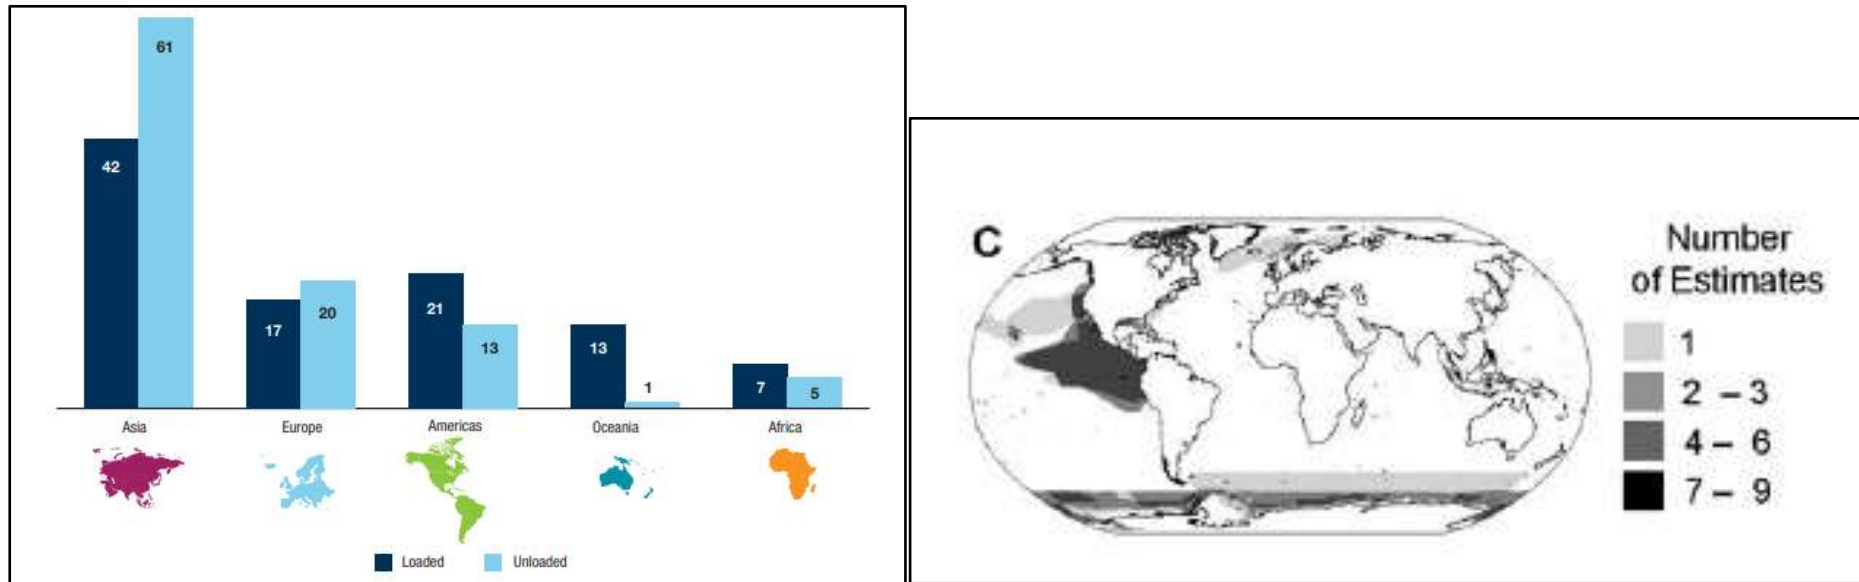 61
42
17
20
21
13
13
1
7
5
Asia
Europe
Americas
Oceania
Africa
Loaded
Unloaded
C
Number
of Estimates
1
2 – 3
4 – 6
7 – 9